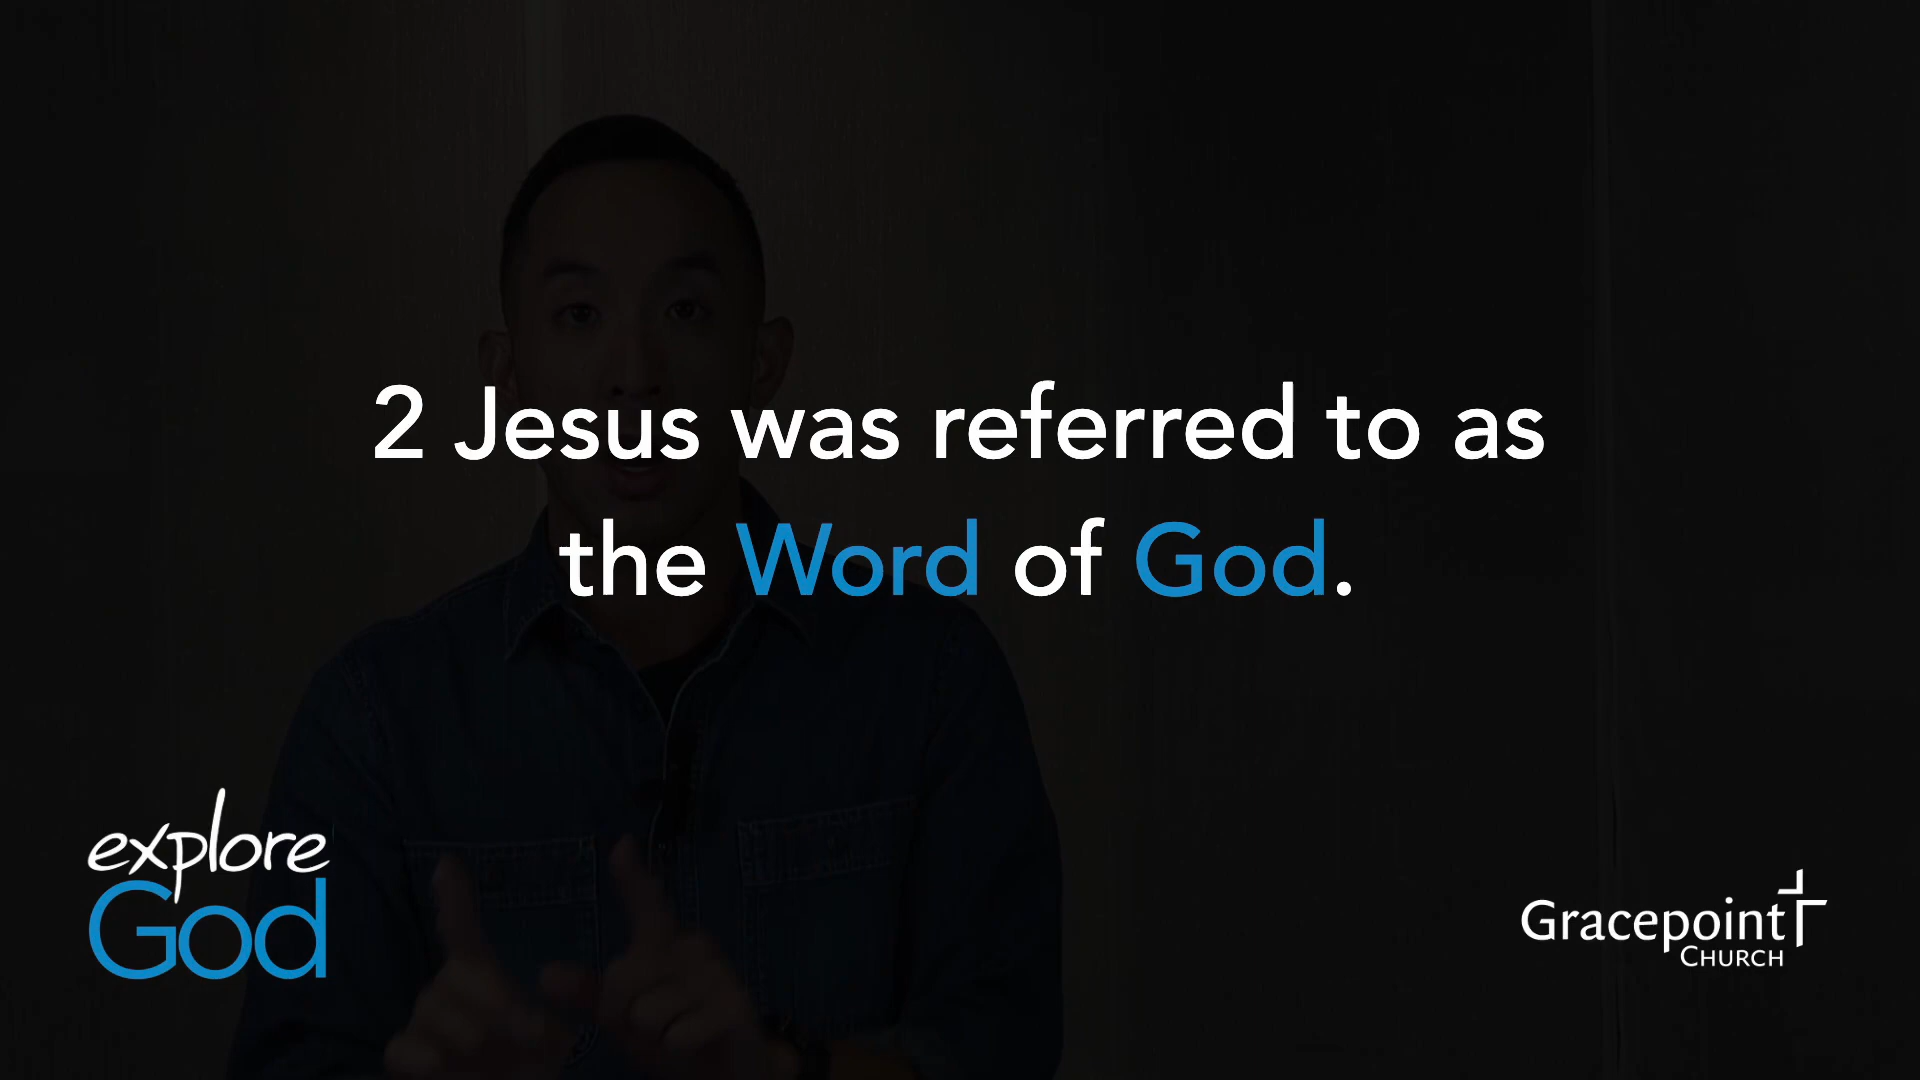 2 Jesus was referred to as
the Word of God.
explore
God
Gracepoint
CHURCH